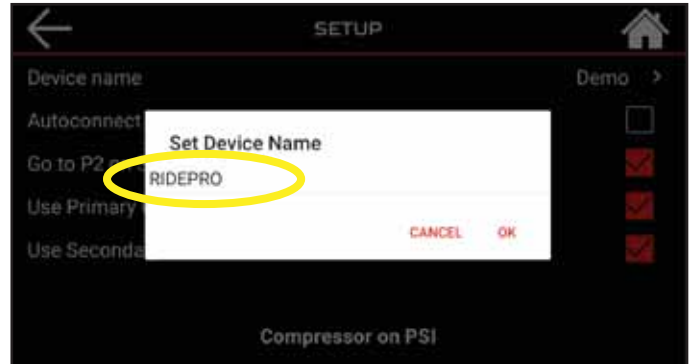 SETUP
Device name Demo >
Autoconnect
Set Device Name
Go to P2
RIDEPRO
Use Primary
CANCEL OK
Use Seconda
Compressor on PSI